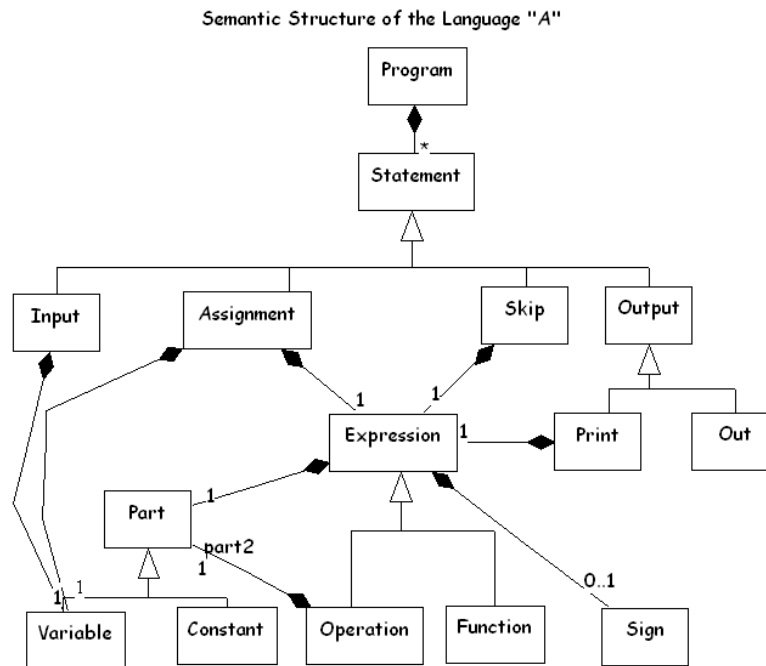 Semantic Structure of the Language "A"
Program
*
Statement
Input
Assignment
Skip
Output
1
1
Expression
1
Print
Out
1
Part
part2
1
0..1
1
1
Variable
Constant
Operation
Function
Sign